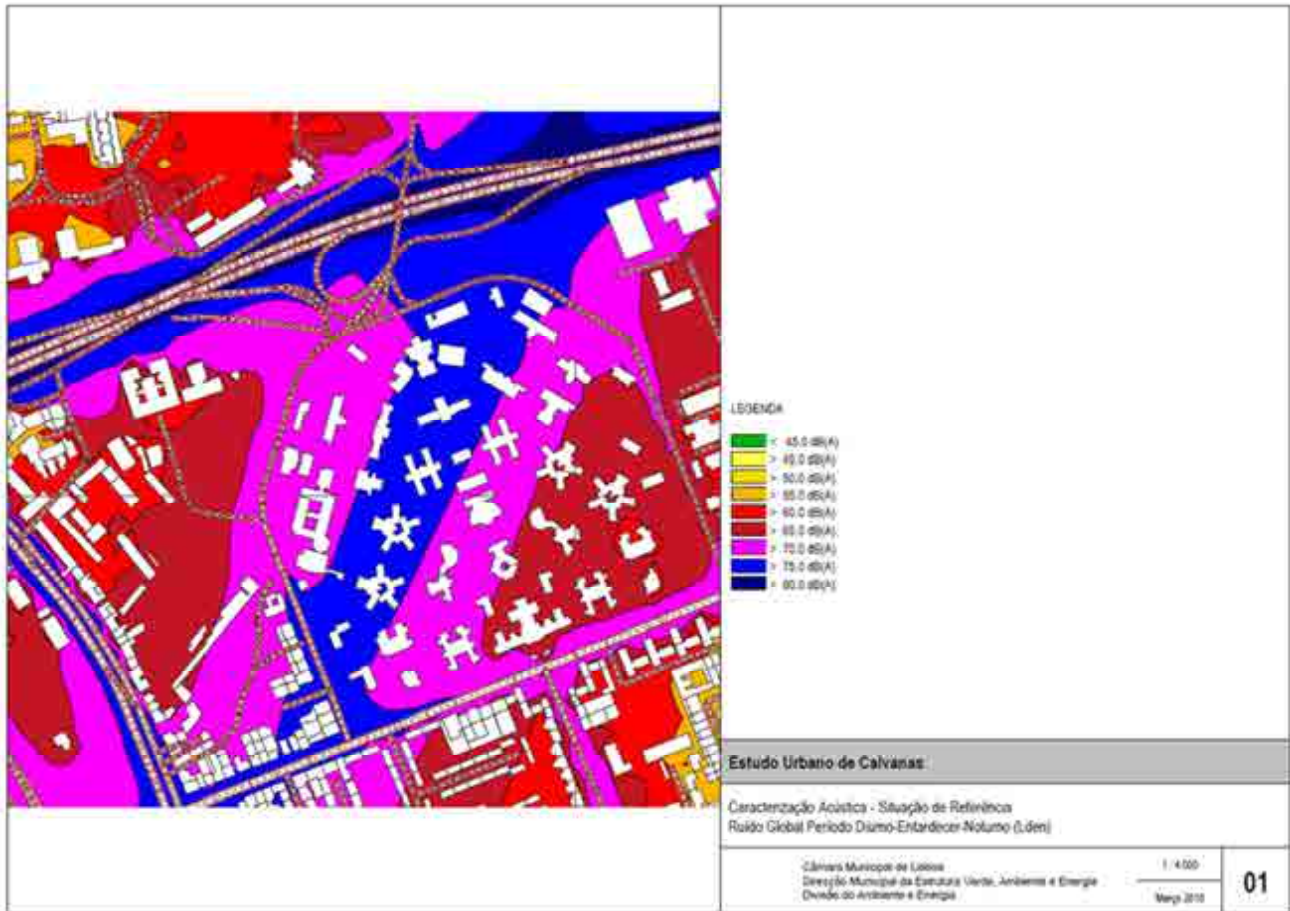 LEGENDA
< 45.0 dB(A)
> 45.0 dB(A)
> 50.0 dB(A)
> 55.0 dB(A)
> 60.0 dB(A)
> 65.0 dB(A)
> 70.0 dB(A)
> 75.0 dB(A)
> 80.0 dB(A)
Estudo Urbano de Calvanas
Caracterização Acústica - Situação de Referência
Ruído Global Período Diurno-Entardecer-Noturno (Lden)
Câmara Municipal de Lisboa
Direcção Municipal da Estrutura Verde, Ambiente e Energia
Divisão do Ambiente e Energia
1 / 4 000
Março 2010
01